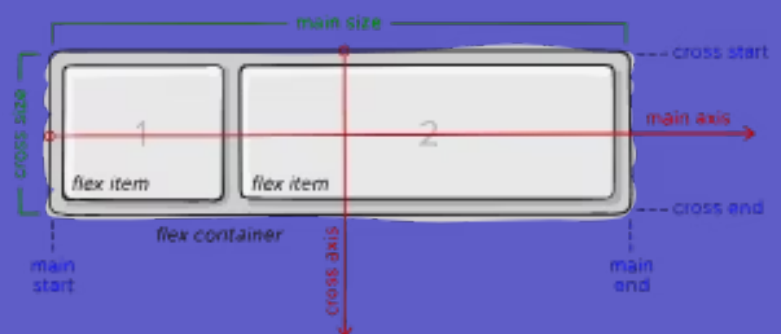 main size
cross start
cross size
1
2
main axis
flex item
flex item
cross end
flex container
cross axis
main
start
main
end